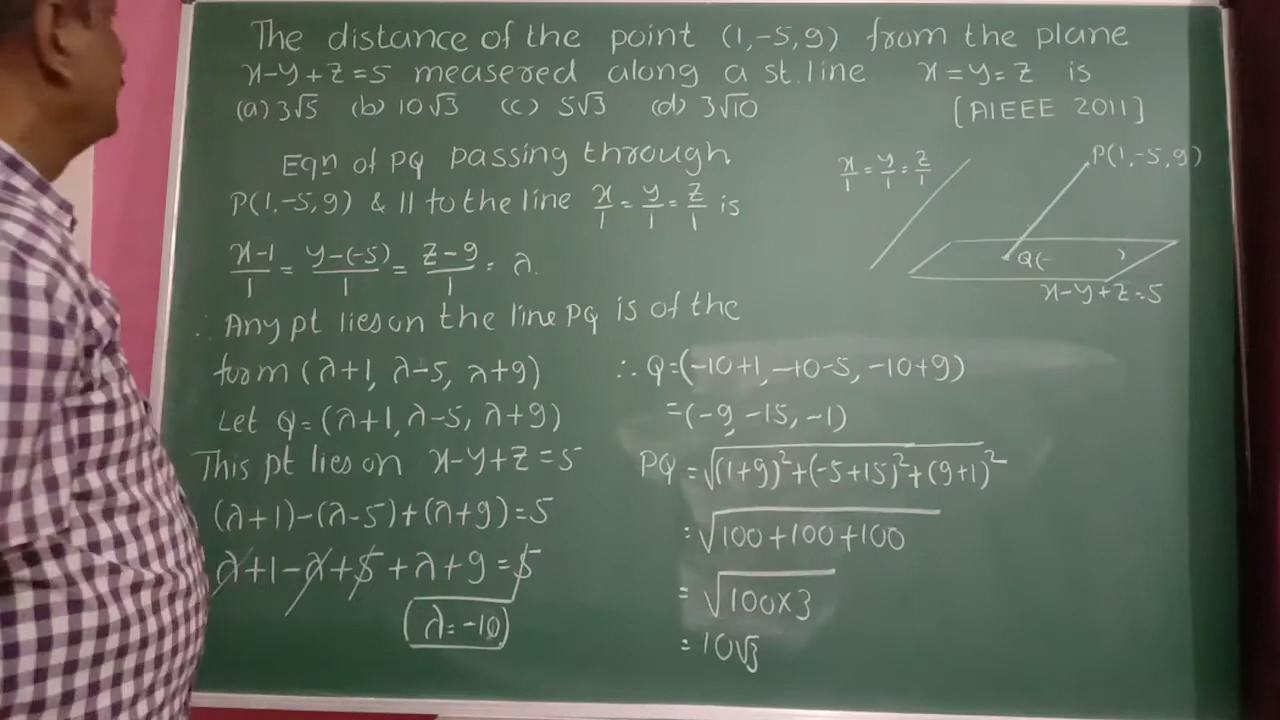 The distance of the point (1,-5,9) from the plane
x-y+z=5 measered along a st.line x=y=z is
(a) 3√5 (b) 10√3 (c) 5√3 (d) 3√10 [AIEEE 2011]
Eqn of PQ passing through
P(1,-5,9) & || to the line x/1 = y/1 = z/1 is
(x-1)/1 = (y-(-5))/1 = (z-9)/1 = λ.
∴ Any pt lies on the line PQ is of the
form (λ+1, λ-5, λ+9)
Let Q=(λ+1, λ-5, λ+9)
This pt lies on x-y+z=5
(λ+1)-(λ-5)+(λ+9)=5
λ+1-λ+5+λ+9=5
λ=-10
x/1 = y/1 = z/1
P(1,-5,9)
Q(- , )
x-y+z=5
∴ Q=(-10+1, -10-5, -10+9)
=(-9, -15, -1)
PQ = √((1+9)²+(-5+15)²+(9+1)²)
= √(100+100+100)
= √(100×3)
= 10√3